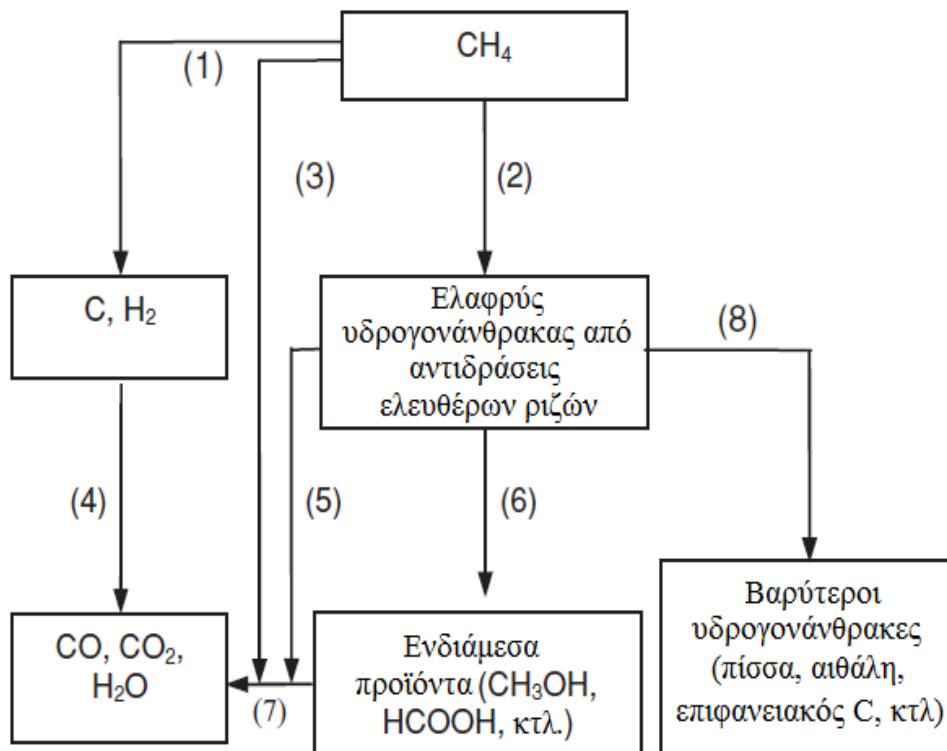 CH₄
(1)
(3)
(2)
C, H₂
Ελαφρύς
υδρογονάνθρακας από
αντιδράσεις
ελευθέρων ριζών
(8)
(4)
(5)
(6)
CO, CO₂,
H₂O
(7)
Ενδιάμεσα
προϊόντα (CH₃OH,
HCOOH, κτλ.)
Βαρύτεροι
υδρογονάνθρακες
(πίσσα, αιθάλη,
επιφανειακός C, κτλ)